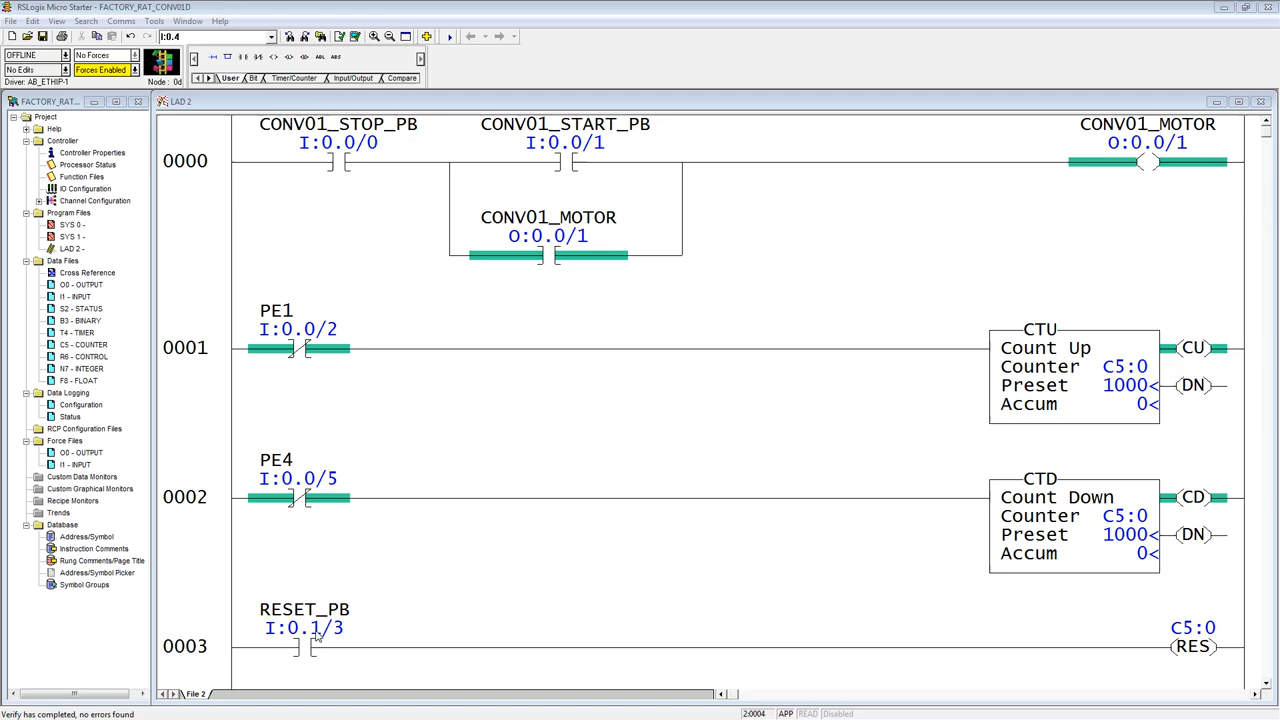 RSLogix Micro Starter - FACTORY_RAT_CONV01D
File Edit View Search Comms Tools Window Help
I:0.4
OFFLINE No Forces
No Edits Forces Enabled
Driver: AB_ETHIP-1 Node : 0d
ABL ABS
User Bit Timer/Counter Input/Output Compare
FACTORY_RAT...
Project
Help
Controller
Controller Properties
Processor Status
Function Files
IO Configuration
Channel Configuration
Program Files
SYS 0 -
SYS 1 -
LAD 2 -
Data Files
Cross Reference
O0 - OUTPUT
I1 - INPUT
S2 - STATUS
B3 - BINARY
T4 - TIMER
C5 - COUNTER
R6 - CONTROL
N7 - INTEGER
F8 - FLOAT
Data Logging
Configuration
Status
RCP Configuration Files
Force Files
O0 - OUTPUT
I1 - INPUT
Custom Data Monitors
Custom Graphical Monitors
Recipe Monitors
Trends
Database
Address/Symbol
Instruction Comments
Rung Comments/Page Title
Address/Symbol Picker
Symbol Groups
LAD 2
CONV01_STOP_PB CONV01_START_PB CONV01_MOTOR
I:0.0/0 I:0.0/1 O:0.0/1
0000
CONV01_MOTOR
O:0.0/1
PE1
I:0.0/2
0001
CTU
Count Up CU
Counter C5:0
Preset 1000< DN
Accum 0<
PE4
I:0.0/5
0002
CTD
Count Down CD
Counter C5:0
Preset 1000< DN
Accum 0<
RESET_PB
I:0.1/3 C5:0
0003 RES
File 2
Verify has completed, no errors found 2:0004 APP READ Disabled